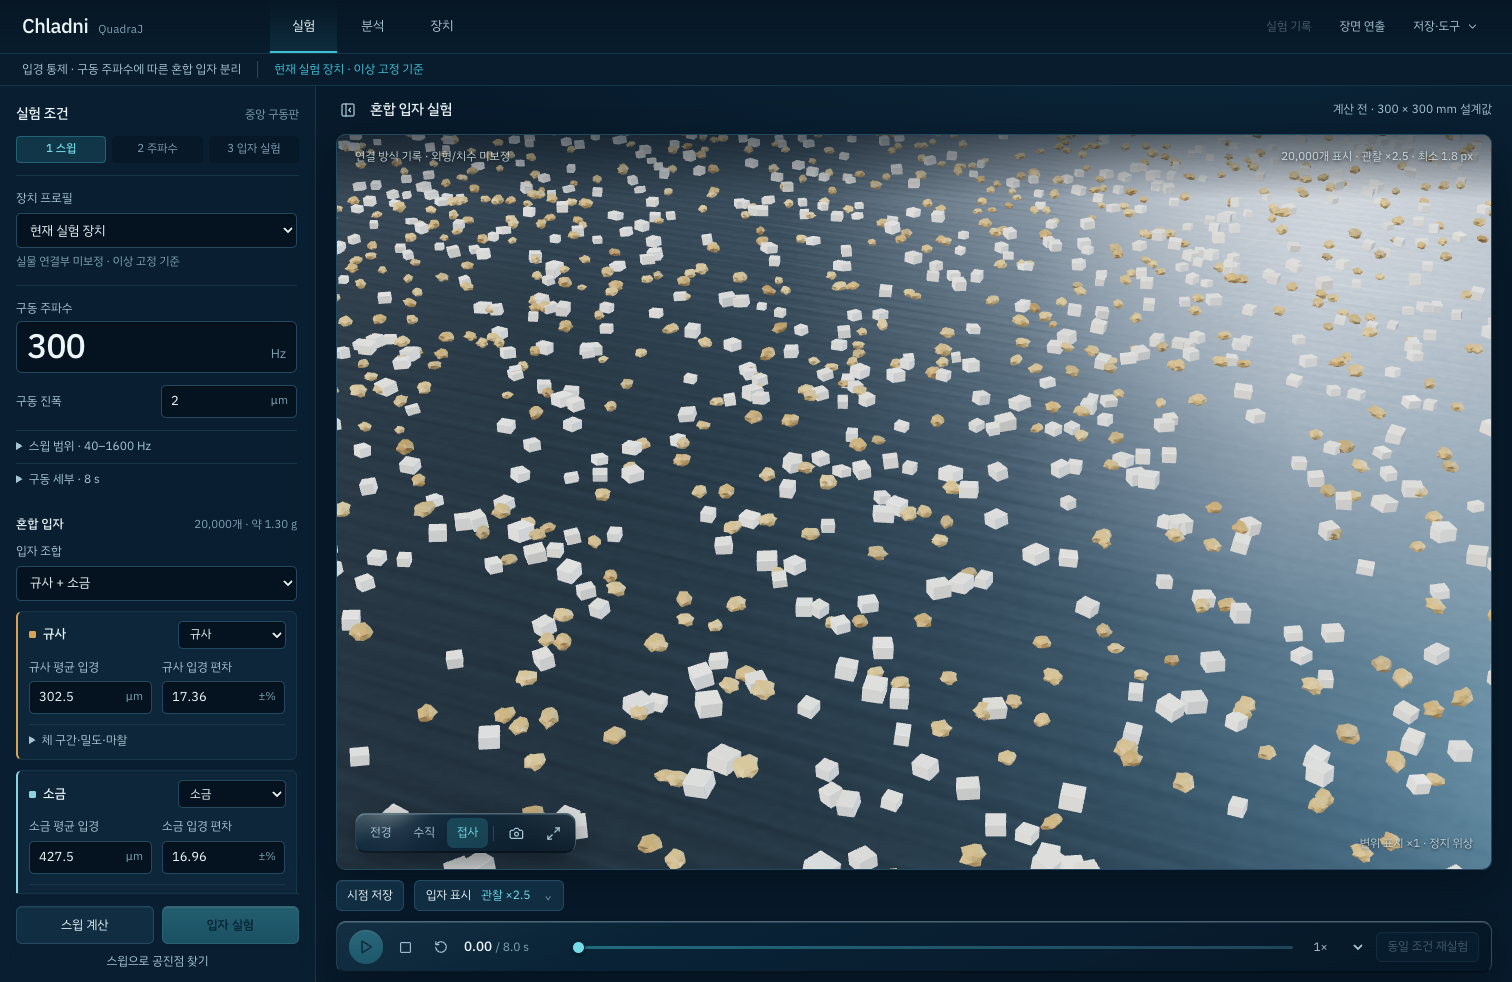 Chladni QuadraJ
실험 분석 장치
실험 기록 장면 연출 저장·도구
입경 통제 · 구동 주파수에 따른 혼합 입자 분리
현재 실험 장치 · 이상 고정 기준
실험 조건 중앙 구동판
1 스윕 2 주파수 3 입자 실험
장치 프로필
현재 실험 장치
실물 연결부 미보정 · 이상 고정 기준
구동 주파수
300 Hz
구동 진폭 2 μm
스윕 범위 · 40–1600 Hz
구동 세부 · 8 s
혼합 입자 20,000개 · 약 1.30 g
입자 조합
규사 + 소금
규사 규사
규사 평균 입경 규사 입경 편차
302.5 μm 17.36 ±%
체 구간·밀도·마찰
소금 소금
소금 평균 입경 소금 입경 편차
427.5 μm 16.96 ±%
스윕 계산 입자 실험
스윕으로 공진점 찾기
혼합 입자 실험 계산 전 · 300 × 300 mm 설계값
연결 방식 기록 · 외형/치수 미보정
20,000개 표시 · 관찰 ×2.5 · 최소 1.8 px
전경 수직 접사
변위 표시 ×1 · 정지 위상
시점 저장 입자 표시 관찰 ×2.5
0.00 / 8.0 s 1× 동일 조건 재실험